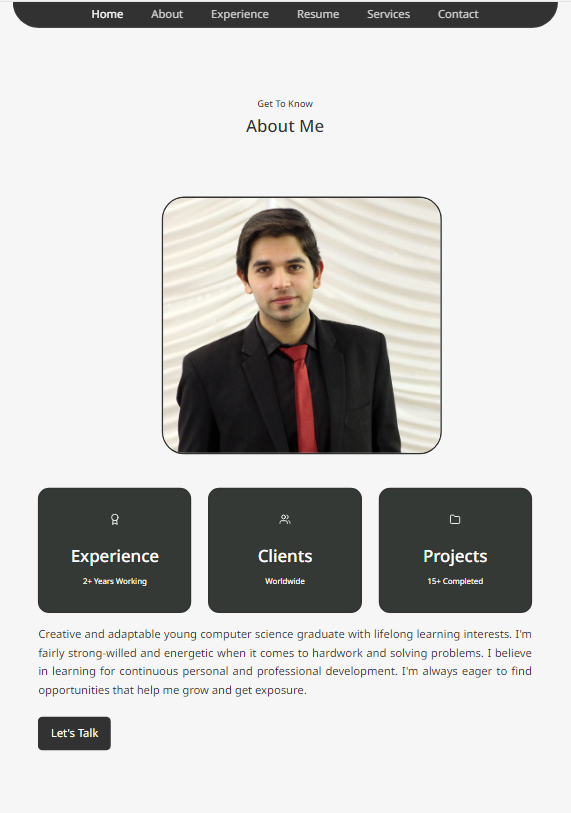 Home About Experience Resume Services Contact
Get To Know
About Me
Experience Clients Projects
2+ Years Working Worldwide 15+ Completed
Creative and adaptable young computer science graduate with lifelong learning interests. I'm
fairly strong-willed and energetic when it comes to hardwork and solving problems. I believe
in learning for continuous personal and professional development. I'm always eager to find
opportunities that help me grow and get exposure.
Let's Talk